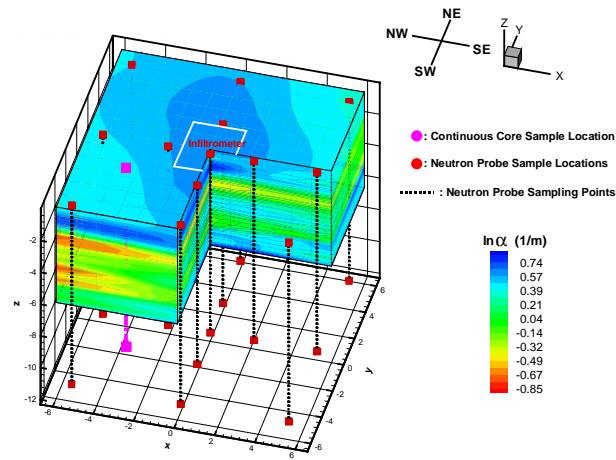 NE
NW
SE
SW
Z
Y
X
Infiltrometer
: Continuous Core Sample Location
: Neutron Probe Sample Locations
: Neutron Probe Sampling Points
ln α (1/m)
0.74
0.57
0.39
0.21
0.04
-0.14
-0.32
-0.49
-0.67
-0.85
z
-2
-4
-6
-8
-10
-12
-6
-4
-2
0
2
4
6
x
-6
-4
-2
0
2
4
6
y